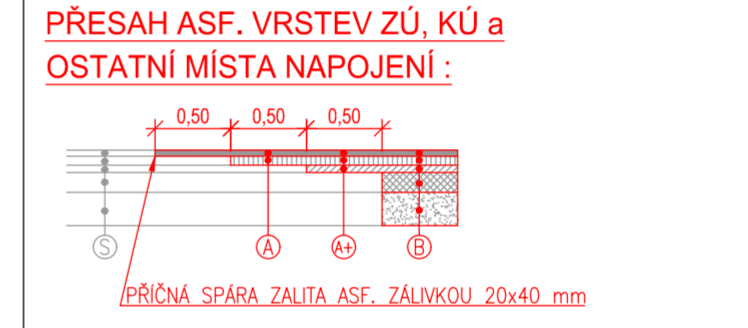 PŘESAH ASF. VRSTEV ZÚ, KÚ a
OSTATNÍ MÍSTA NAPOJENÍ :
0,50 0,50 0,50
S A A+ B
PŘÍČNÁ SPÁRA ZALITA ASF. ZÁLIVKOU 20x40 mm